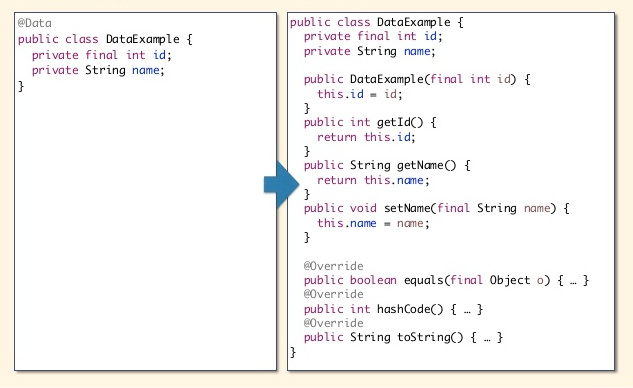 @Data
public class DataExample {
  private final int id;
  private String name;
}
public class DataExample {
  private final int id;
  private String name;
  public DataExample(final int id) {
    this.id = id;
  }
  public int getId() {
    return this.id;
  }
  public String getName() {
    return this.name;
  }
  public void setName(final String name) {
    this.name = name;
  }
  @Override
  public boolean equals(final Object o) { … }
  @Override
  public int hashCode() { … }
  @Override
  public String toString() { … }
}